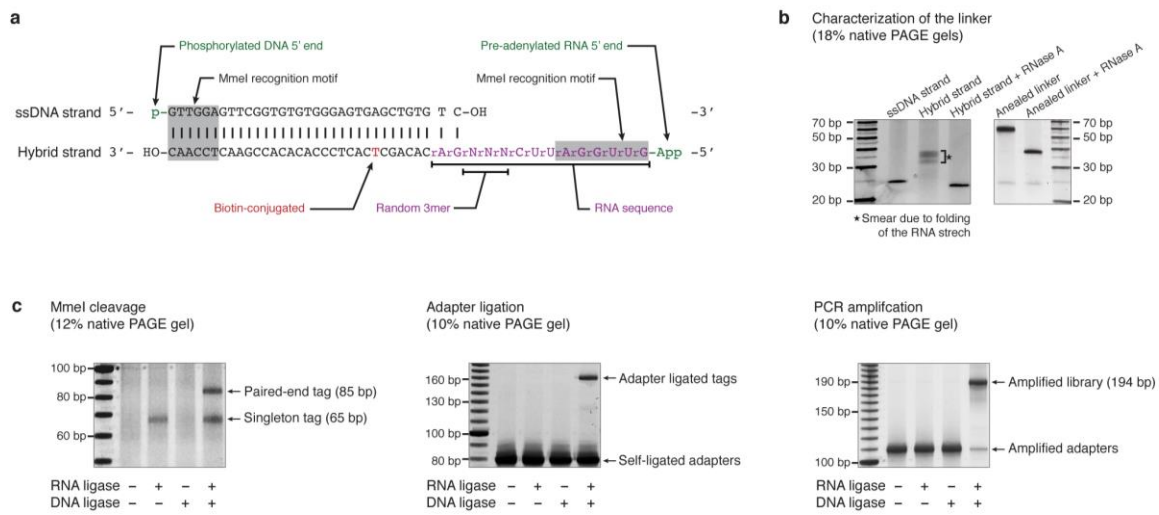 a
Phosphorylated DNA 5’ end
Pre-adenylated RNA 5’ end
MmeI recognition motif
MmeI recognition motif
ssDNA strand 5’- p-GTTGGAGTTCGGTGTGTGGGAGTGAGCTGTG T C-OH -3’
Hybrid strand 3’- HO-CAACCTCAAGCCACACACCCTCACTCGACACrArGrNrNrNrCrUrUrArGrGrUrUrG-App -5’
Biotin-conjugated
Random 3mer
RNA sequence
b
Characterization of the linker
(18% native PAGE gels)
ssDNA strand
Hybrid strand
Hybrid strand + RNase A
Anealed linker
Anealed linker + RNase A
70 bp
50 bp
30 bp
20 bp
*
70 bp
50 bp
30 bp
20 bp
★ Smear due to folding
of the RNA strech
c
MmeI cleavage
(12% native PAGE gel)
100 bp
80 bp
60 bp
Paired-end tag (85 bp)
Singleton tag (65 bp)
RNA ligase – + – +
DNA ligase – – + +
Adapter ligation
(10% native PAGE gel)
160 bp
130 bp
100 bp
80 bp
Adapter ligated tags
Self-ligated adapters
RNA ligase – + – +
DNA ligase – – + +
PCR amplifcation
(10% native PAGE gel)
190 bp
150 bp
100 bp
Amplified library (194 bp)
Amplified adapters
RNA ligase – + – +
DNA ligase – – + +